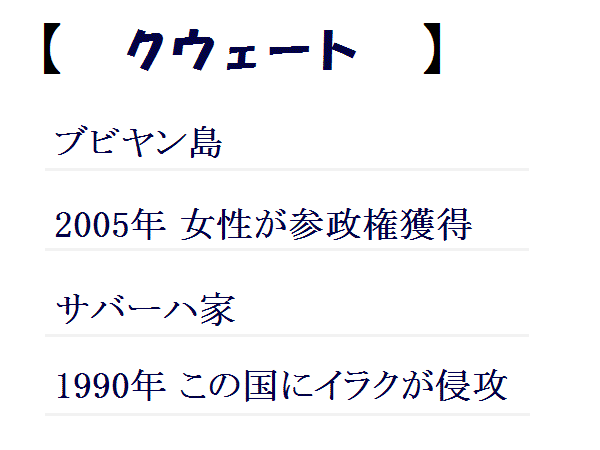 【 クウェート 】
ブビヤン島
2005年 女性が参政権獲得
サバーハ家
1990年 この国にイラクが侵攻